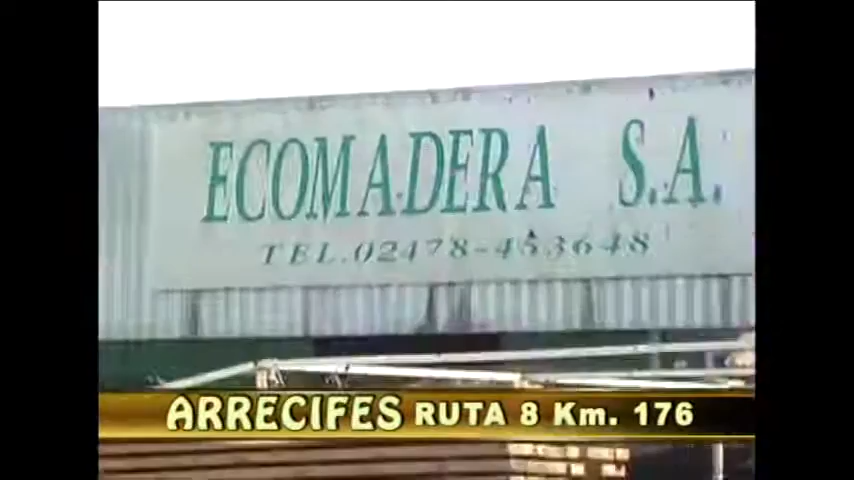 ECOMADERA S.A.
TEL.02478-453648
ARRECIFES RUTA 8 Km. 176